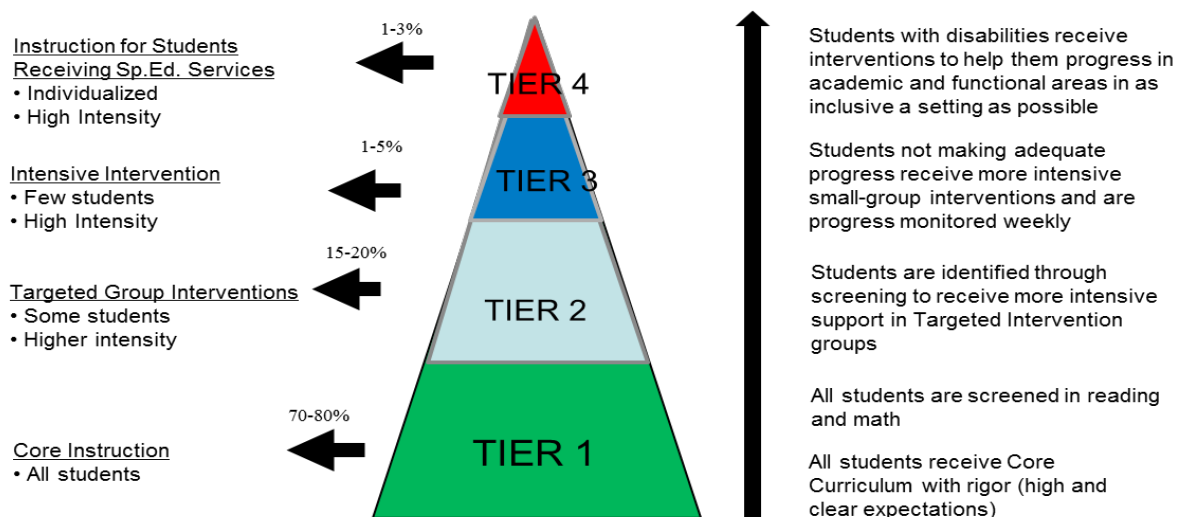 1-3%
Instruction for Students
Receiving Sp.Ed. Services
• Individualized
• High Intensity
TIER 4
Students with disabilities receive
interventions to help them progress in
academic and functional areas in as
inclusive a setting as possible
1-5%
Intensive Intervention
• Few students
• High Intensity
TIER 3
Students not making adequate
progress receive more intensive
small-group interventions and are
progress monitored weekly
15-20%
Targeted Group Interventions
• Some students
• Higher intensity
TIER 2
Students are identified through
screening to receive more intensive
support in Targeted Intervention
groups
70-80%
Core Instruction
• All students
TIER 1
All students are screened in reading
and math
All students receive Core
Curriculum with rigor (high and
clear expectations)